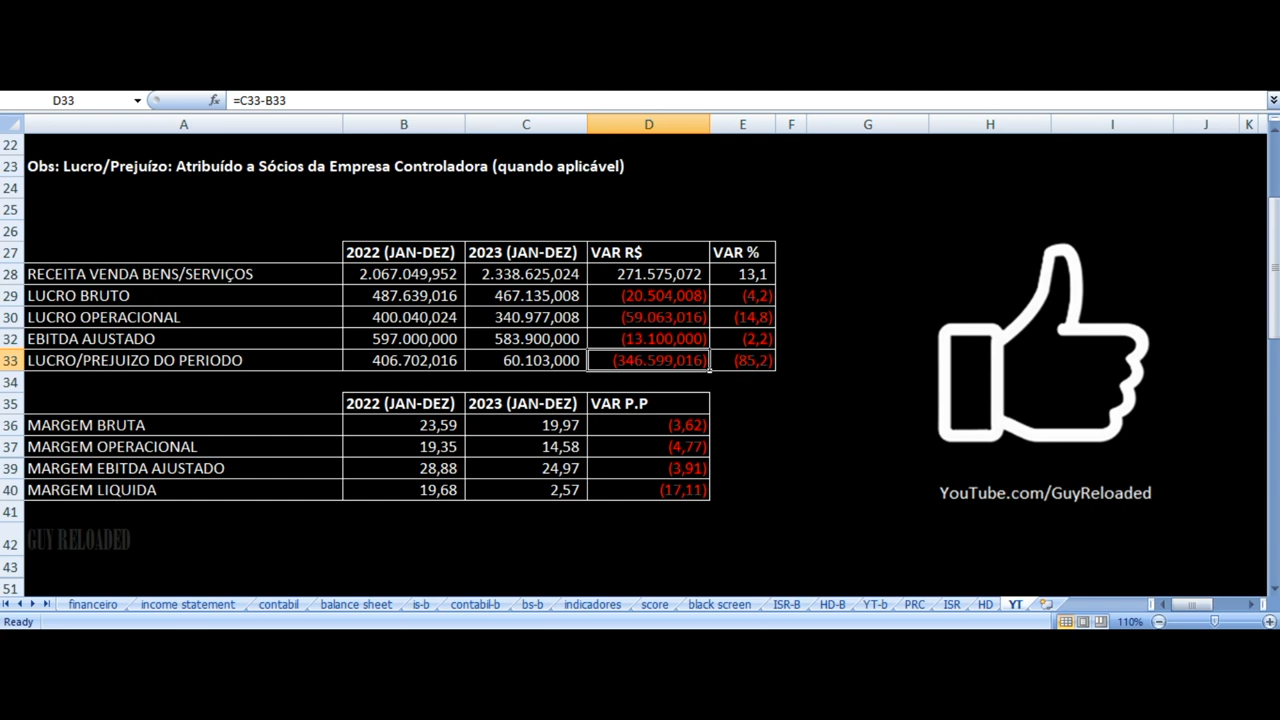 D33 =C33-B33
A B C D E F G H I J K
22
23 Obs: Lucro/Prejuízo: Atribuído a Sócios da Empresa Controladora (quando aplicável)
24
25
26
27 2022 (JAN-DEZ) 2023 (JAN-DEZ) VAR R$ VAR %
28 RECEITA VENDA BENS/SERVIÇOS 2.067.049,952 2.338.625,024 271.575,072 13,1
29 LUCRO BRUTO 487.639,016 467.135,008 (20.504,008) (4,2)
30 LUCRO OPERACIONAL 400.040,024 340.977,008 (59.063,016) (14,8)
32 EBITDA AJUSTADO 597.000,000 583.900,000 (13.100,000) (2,2)
33 LUCRO/PREJUIZO DO PERIODO 406.702,016 60.103,000 (346.599,016) (85,2)
34
35 2022 (JAN-DEZ) 2023 (JAN-DEZ) VAR P.P
36 MARGEM BRUTA 23,59 19,97 (3,62)
37 MARGEM OPERACIONAL 19,35 14,58 (4,77)
39 MARGEM EBITDA AJUSTADO 28,88 24,97 (3,91)
40 MARGEM LIQUIDA 19,68 2,57 (17,11)
YouTube.com/GuyReloaded
41
42 GUY RELOADED
43
51
financeiro income statement contabil balance sheet is-b contabil-b bs-b indicadores score black screen ISR-B HD-B YT-b PRC ISR HD YT
Ready 110%